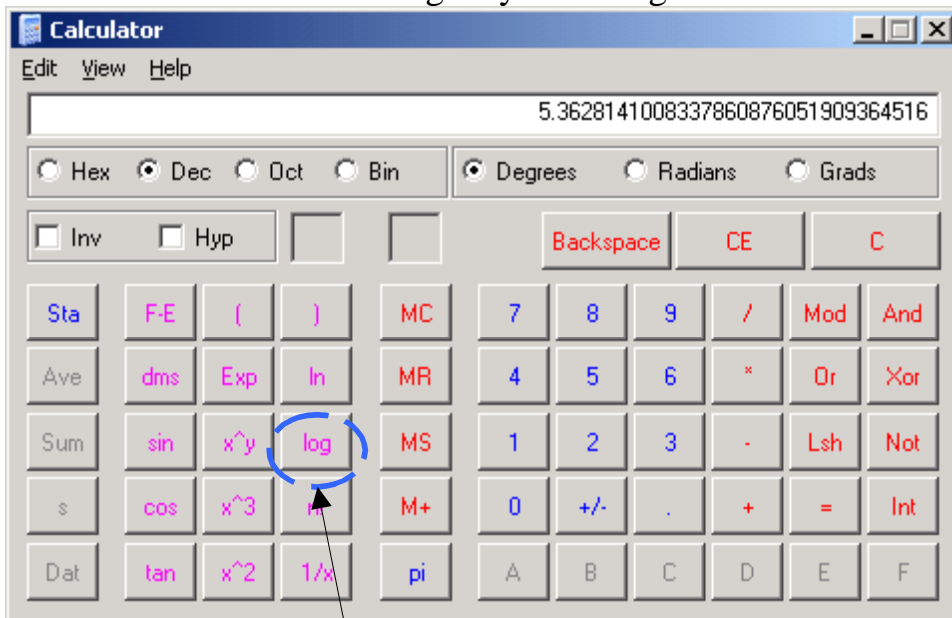 Calculator
Edit View Help
5.3628141008337860876051909364516
Hex Dec Oct Bin Degrees Radians Grads
Inv Hyp Backspace CE C
Sta F-E ( ) MC 7 8 9 / Mod And
Ave dms Exp ln MR 4 5 6 * Or Xor
Sum sin x^y log MS 1 2 3 - Lsh Not
s cos x^3 M+ 0 +/- . + = Int
Dat tan x^2 1/x pi A B C D E F